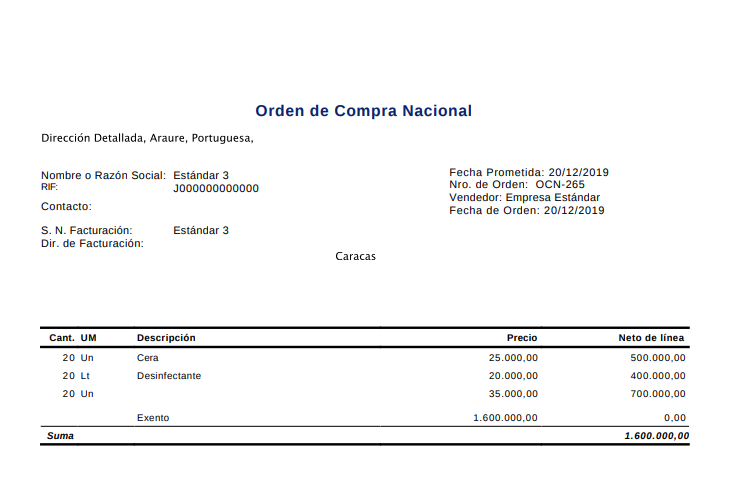 Orden de Compra Nacional
Dirección Detallada, Araure, Portuguesa,
Nombre o Razón Social: Estándar 3
RIF: J000000000000
Contacto:
S. N. Facturación: Estándar 3
Dir. de Facturación:
Caracas
Fecha Prometida: 20/12/2019
Nro. de Orden: OCN-265
Vendedor: Empresa Estándar
Fecha de Orden: 20/12/2019
Cant. UM Descripción Precio Neto de línea
20 Un Cera 25.000,00 500.000,00
20 Lt Desinfectante 20.000,00 400.000,00
20 Un 35.000,00 700.000,00
Exento 1.600.000,00 0,00
Suma 1.600.000,00